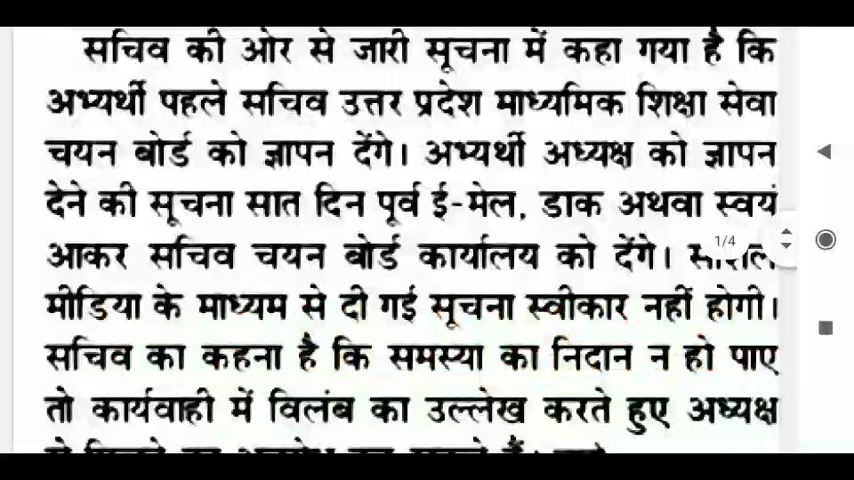 सचिव की ओर से जारी सूचना में कहा गया है कि
अभ्यर्थी पहले सचिव उत्तर प्रदेश माध्यमिक शिक्षा सेवा
चयन बोर्ड को ज्ञापन देंगे। अभ्यर्थी अध्यक्ष को ज्ञापन
देने की सूचना सात दिन पूर्व ई-मेल, डाक अथवा स्वयं
आकर सचिव चयन बोर्ड कार्यालय को देंगे।
1/4
मीडिया के माध्यम से दी गई सूचना स्वीकार नहीं होगी।
सचिव का कहना है कि समस्या का निदान न हो पाए
तो कार्यवाही में विलंब का उल्लेख करते हुए अध्यक्ष